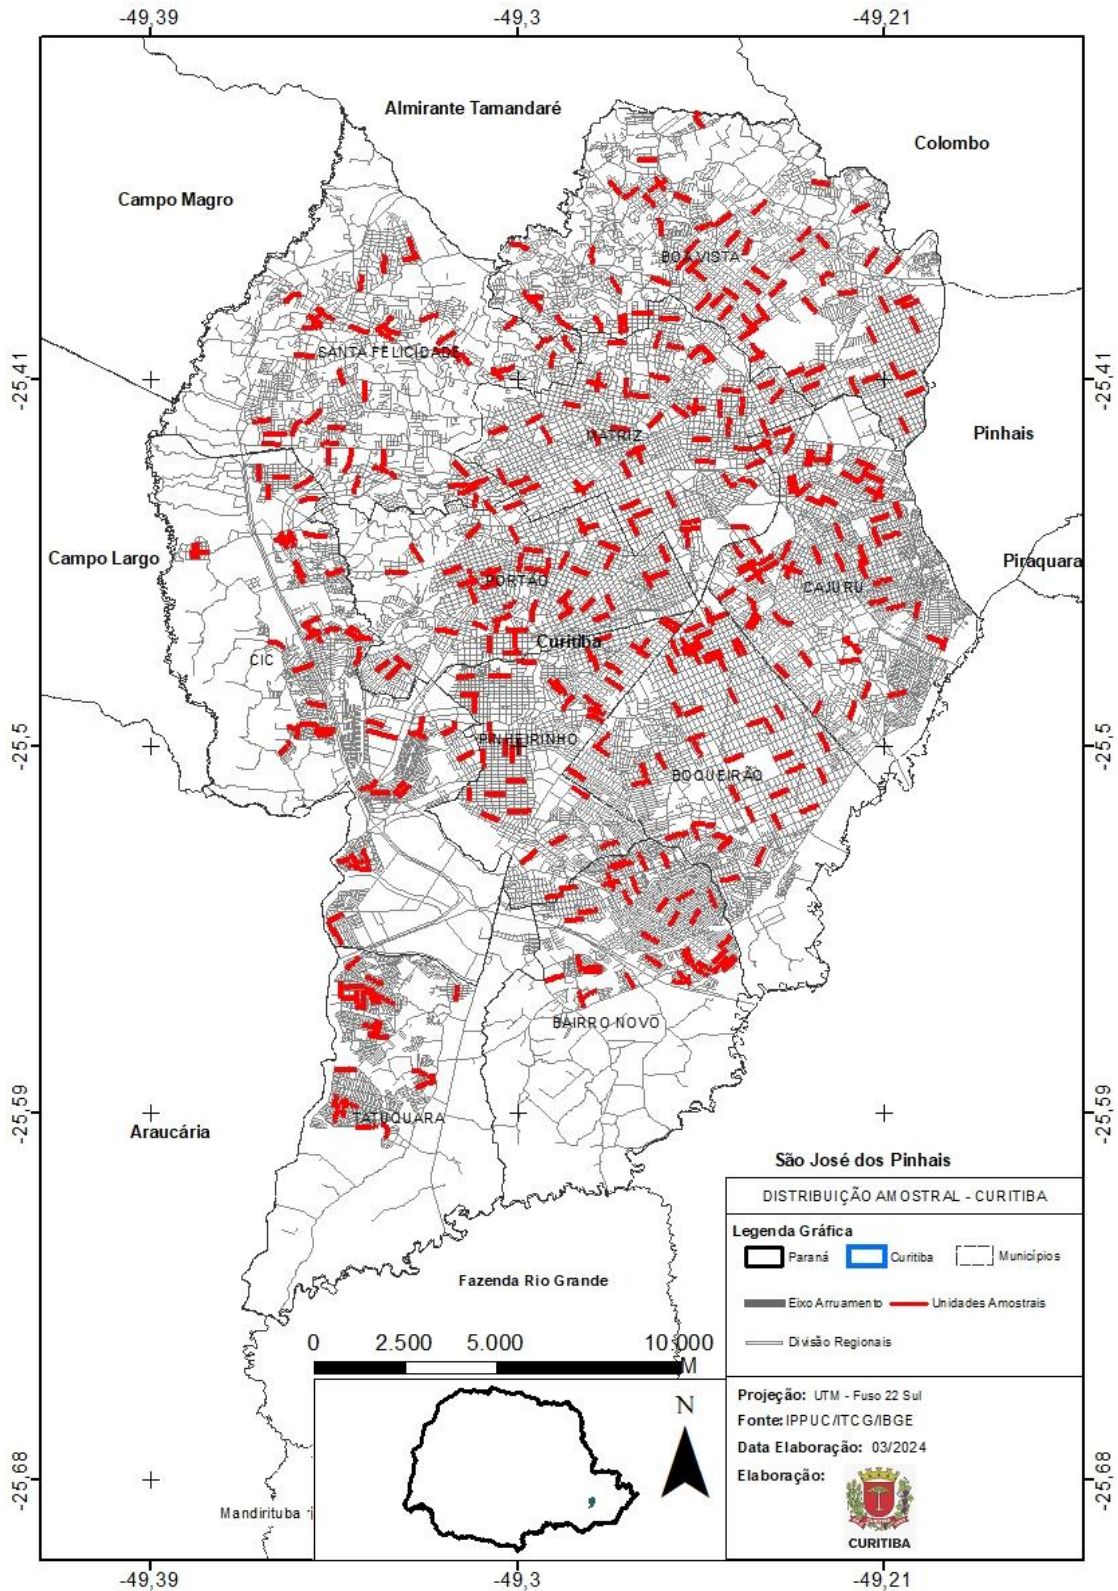 -49,39
-49,3
-49,21
Almirante Tamandaré
Colombo
Campo Magro
BOA VISTA
SANTA FELICIDADE
-25,41
-25,41
MATRIZ
Pinhais
Campo Largo
Piraquara
PORTÃO
CAJURU
Curitiba
CIC
PINHEIRINHO
-25,5
-25,5
BOQUEIRÃO
BAIRRO NOVO
-25,59
-25,59
TATUQUARA
Araucária
São José dos Pinhais
DISTRIBUIÇÃO AMOSTRAL - CURITIBA
Legenda Gráfica
Paraná
Curitiba
Municípios
Eixo Arruamento
Unidades Amostrais
Divisão Regionais
Fazenda Rio Grande
0
2.500
5.000
10.000
M
N
Projeção: UTM - Fuso 22 Sul
Fonte: IPPUC/ITCG/IBGE
Data Elaboração: 03/2024
Elaboração:
CURITIBA
-25,68
-25,68
Mandirituba
-49,39
-49,3
-49,21